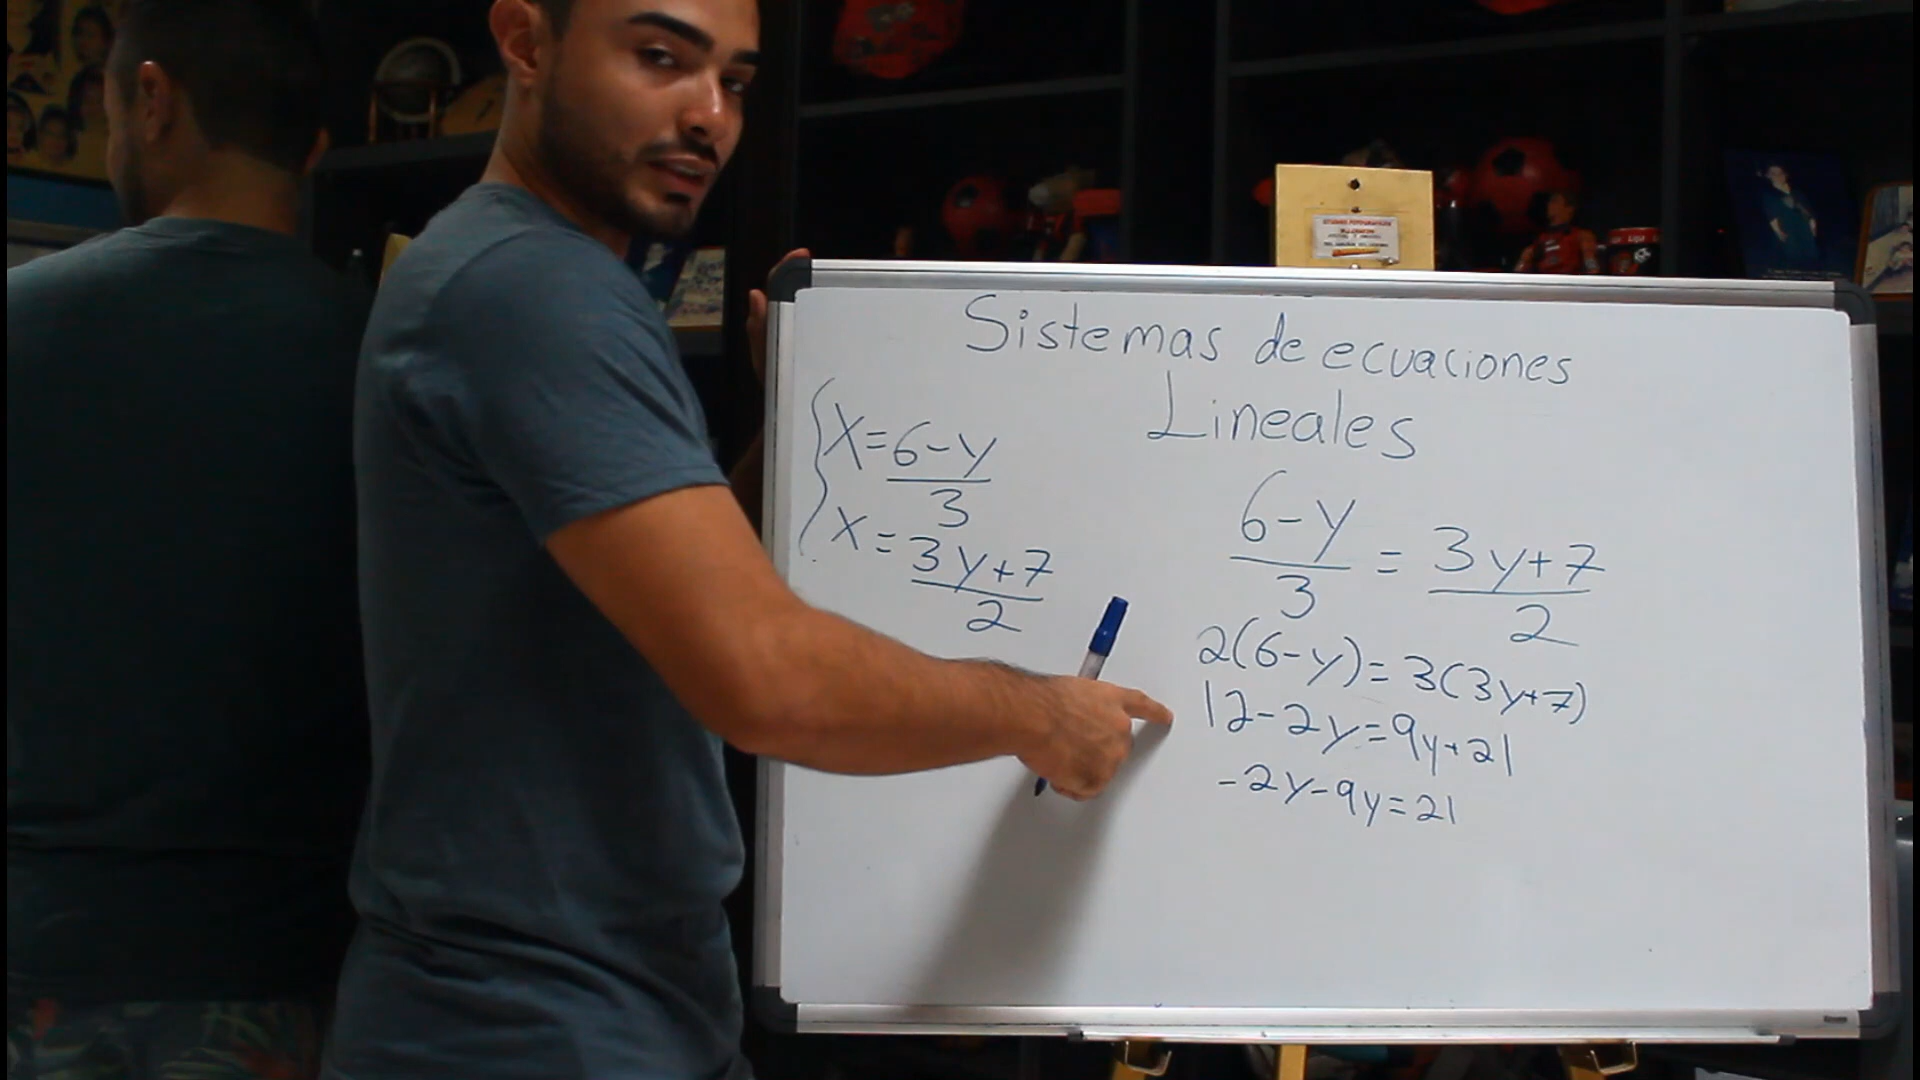 Sistemas de ecuaciones
Lineales
X=6-y
3
X=3y+7
2
6-y
3
=
3y+7
2
2(6-y)=3(3y+7)
12-2y=9y+21
-2y-9y=21